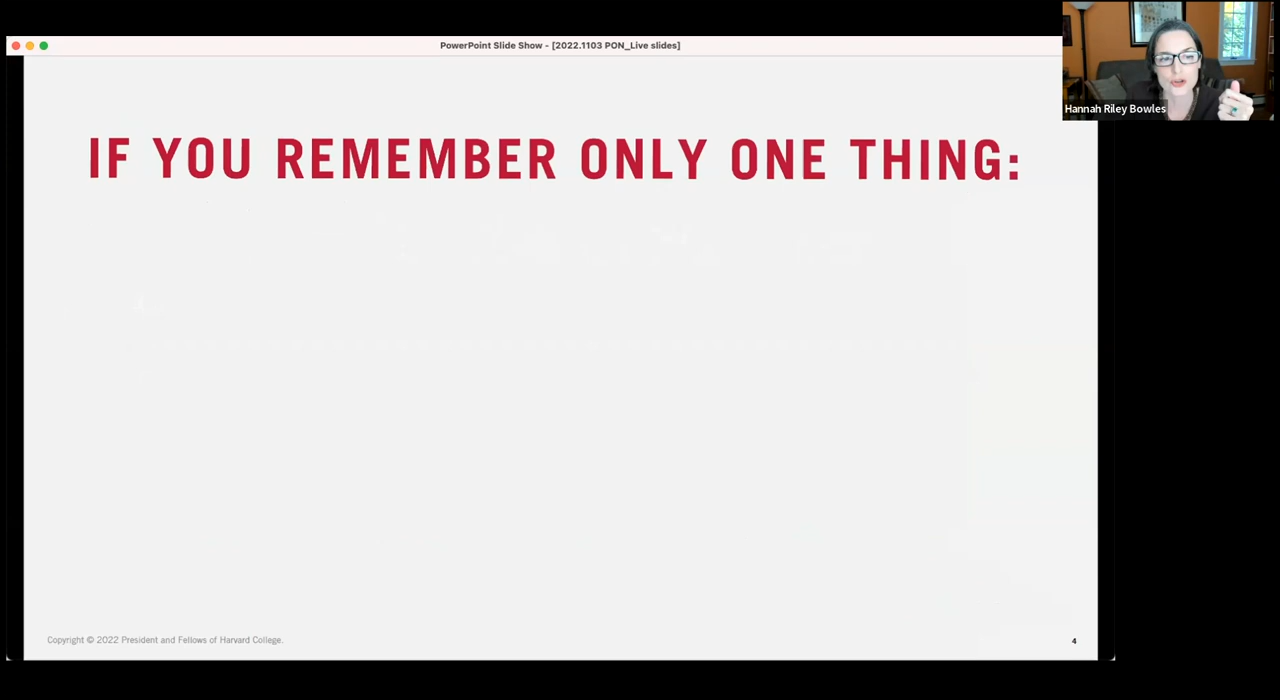 PowerPoint Slide Show - [2022.1103 PON_Live slides]
Hannah Riley Bowles
IF YOU REMEMBER ONLY ONE THING:
Copyright © 2022 President and Fellows of Harvard College.
4